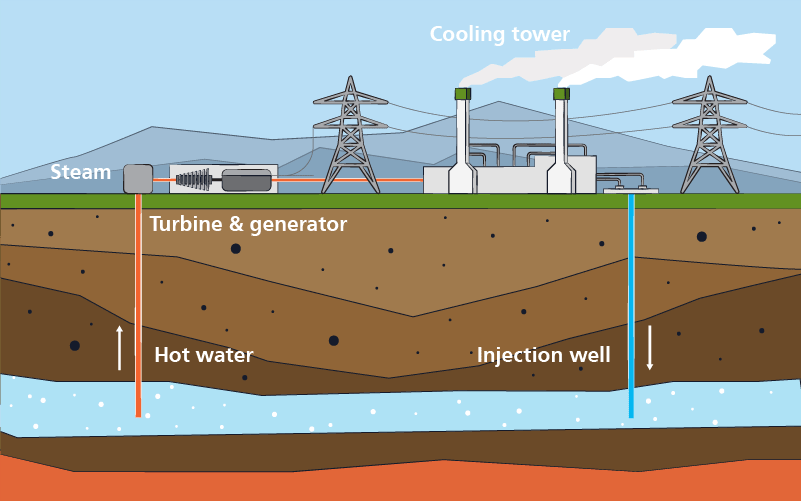 Cooling tower
Steam
Turbine & generator
Hot water
Injection well